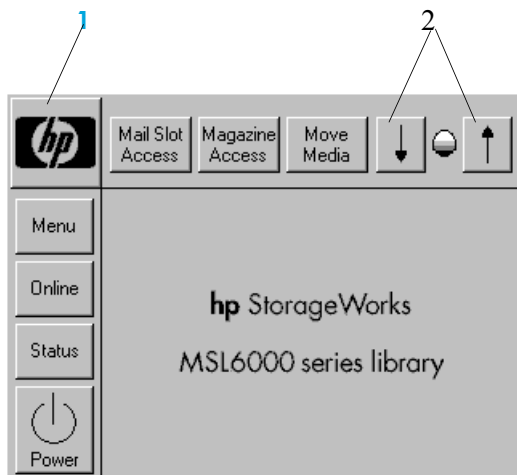 1
2
hp
Mail Slot
Access
Magazine
Access
Move
Media
Menu
Online
Status
Power
hp StorageWorks
MSL6000 series library